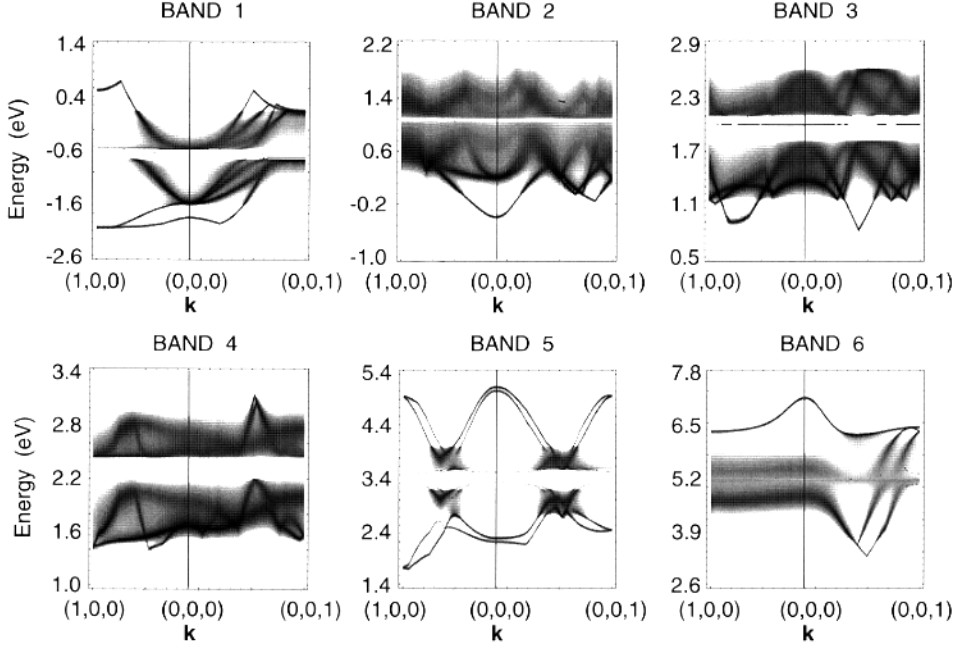 BAND 1 BAND 2 BAND 3
Energy (eV)
1.4
0.4
-0.6
-1.6
-2.6
(1,0,0) (0,0,0) (0,0,1)
k
2.2
1.4
0.6
-0.2
-1.0
(1,0,0) (0,0,0) (0,0,1)
k
2.9
2.3
1.7
1.1
0.5
(1,0,0) (0,0,0) (0,0,1)
k
BAND 4 BAND 5 BAND 6
Energy (eV)
3.4
2.8
2.2
1.6
1.0
(1,0,0) (0,0,0) (0,0,1)
k
5.4
4.4
3.4
2.4
1.4
(1,0,0) (0,0,0) (0,0,1)
k
7.8
6.5
5.2
3.9
2.6
(1,0,0) (0,0,0) (0,0,1)
k